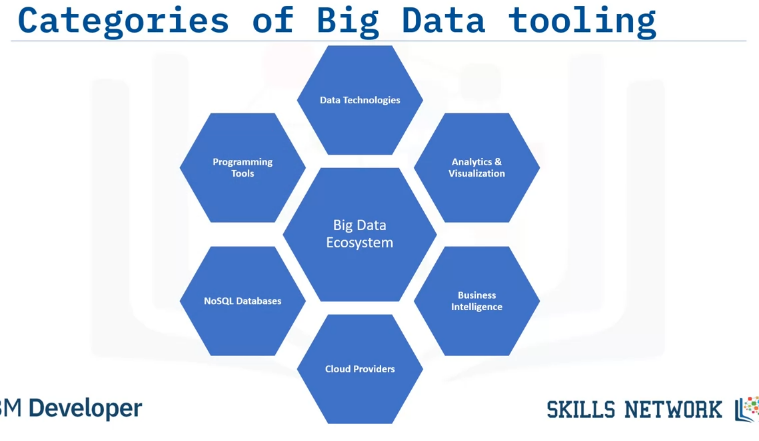 Categories of Big Data tooling
Data Technologies
Programming
Tools
Analytics &
Visualization
Big Data
Ecosystem
NoSQL Databases
Business
Intelligence
Cloud Providers
BM Developer
SKILLS NETWORK